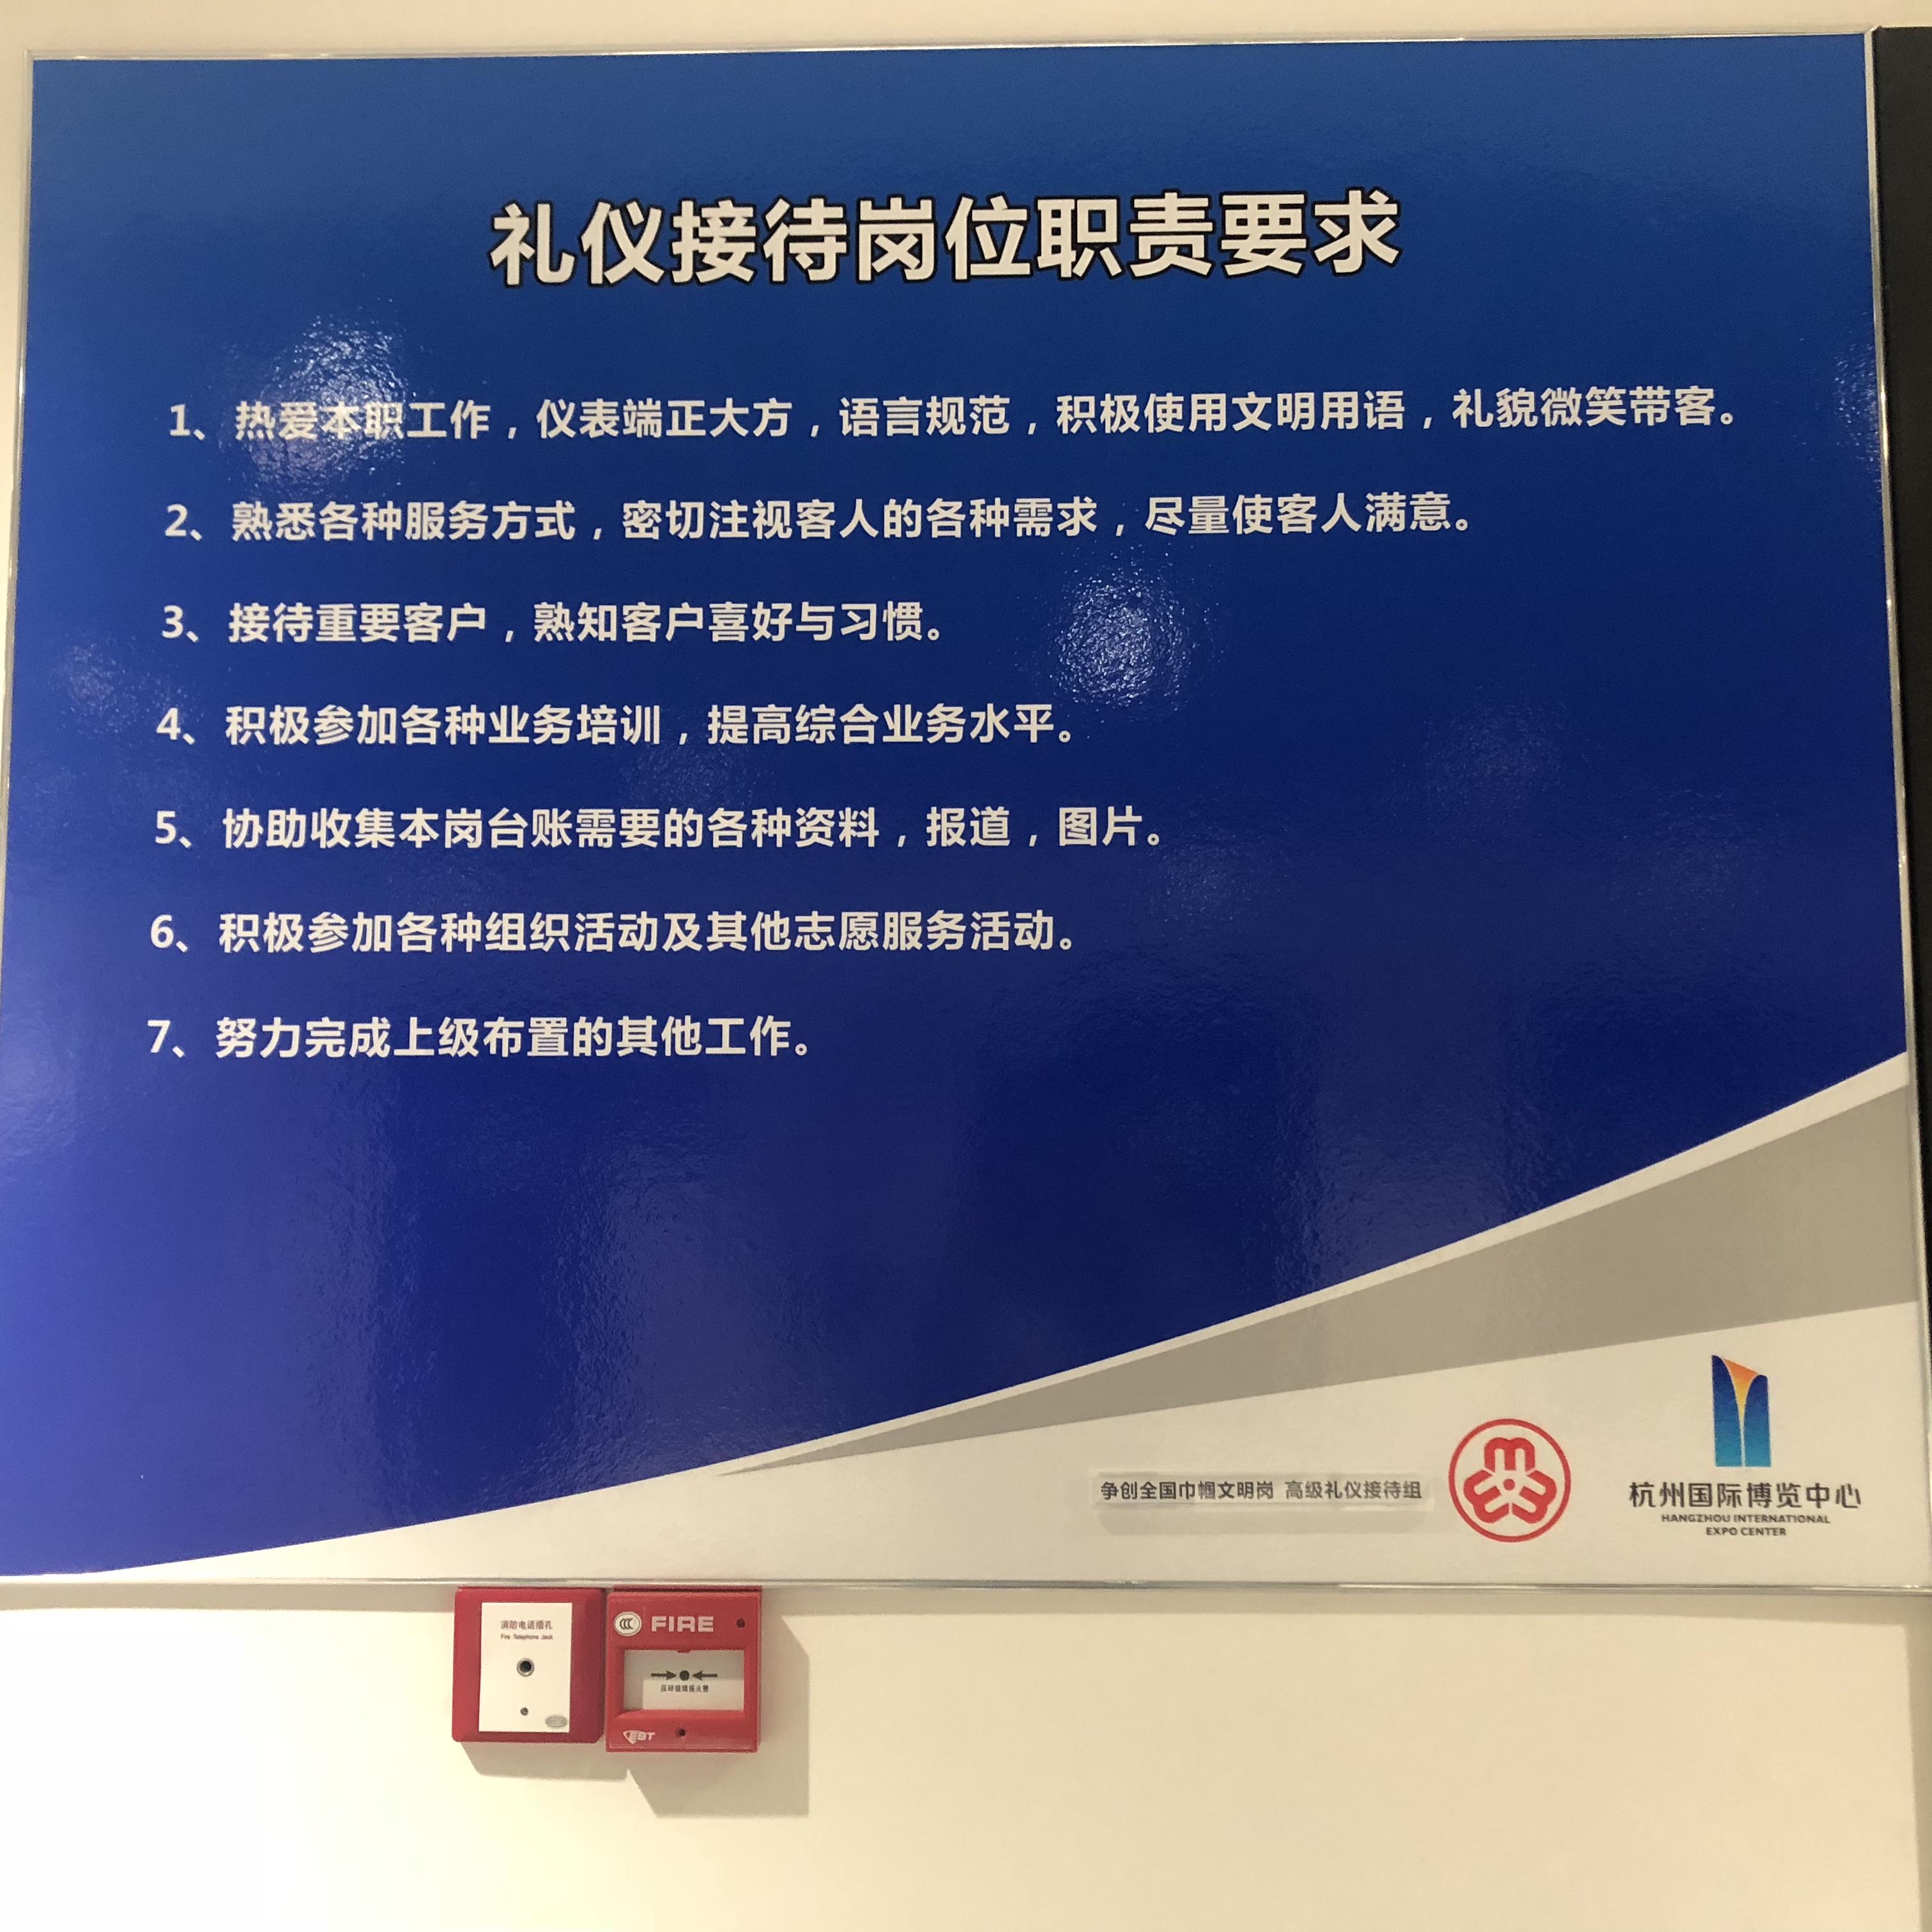 礼仪接待岗位职责要求
1、热爱本职工作，仪表端正大方，语言规范，积极使用文明用语，礼貌微笑带客。
2、熟悉各种服务方式，密切注视客人的各种需求，尽量使客人满意。
3、接待重要客户，熟知客户喜好与习惯。
4、积极参加各种业务培训，提高综合业务水平。
5、协助收集本岗台账需要的各种资料，报道，图片。
6、积极参加各种组织活动及其他志愿服务活动。
7、努力完成上级布置的其他工作。
争创全国巾帼文明岗 高级礼仪接待组
杭州国际博览中心
HANGZHOU INTERNATIONAL
EXPO CENTER
消防电话插孔
Fire Telephone Jack
CCC FIRE
EBT